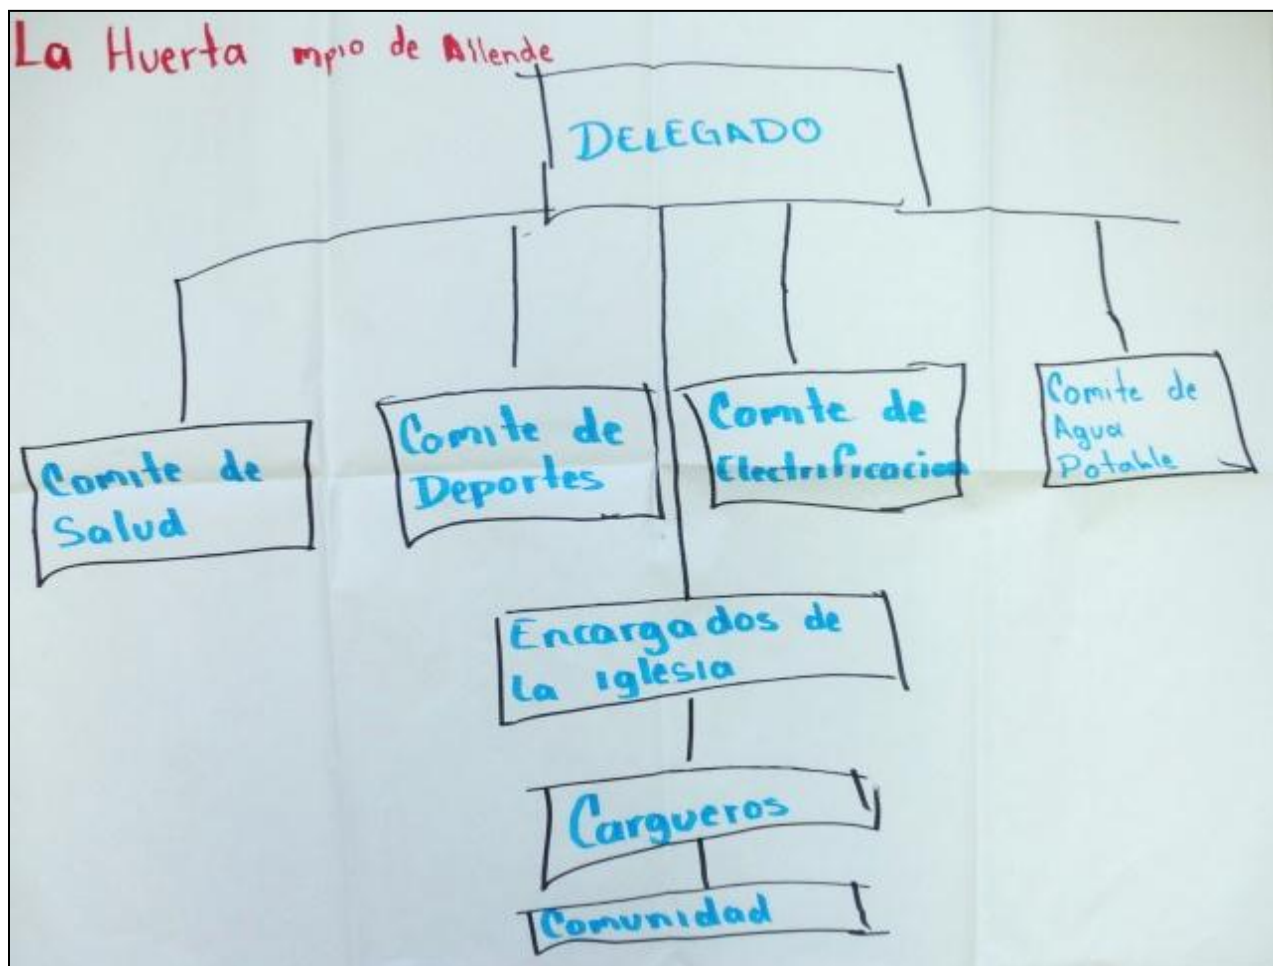 La Huerta mpio de Allende
DELEGADO
Comite de
Salud
Comite de
Deportes
Comite de
Electrificacion
Comite de
Agua
Potable
Encargados de
la iglesia
Cargueros
Comunidad